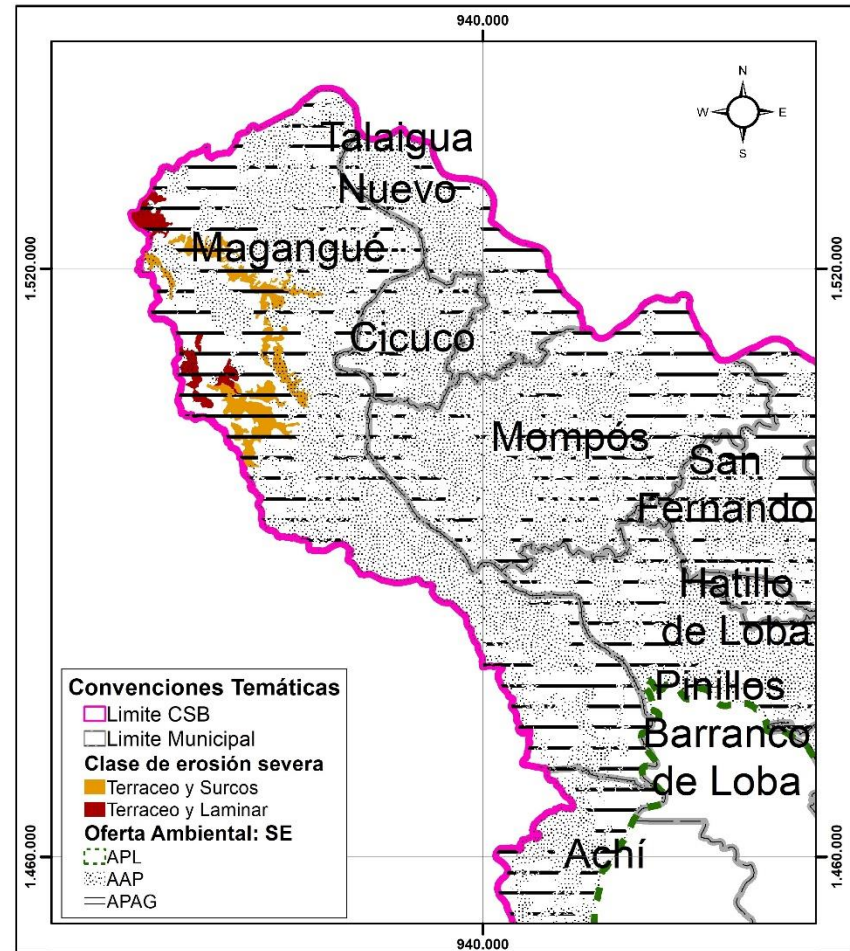 940.000
N
W E
S
Talaigua
Nuevo
Magangué
1.520.000
1.520.000
Cicuco
Mompós
San
Fernando
Hatillo
de Loba
Pinillos
Barranco
de Loba
Achí
Convenciones Temáticas
Limite CSB
Limite Municipal
Clase de erosión severa
Terraceo y Surcos
Terraceo y Laminar
Oferta Ambiental: SE
APL
AAP
APAG
1.460.000
1.460.000
940.000